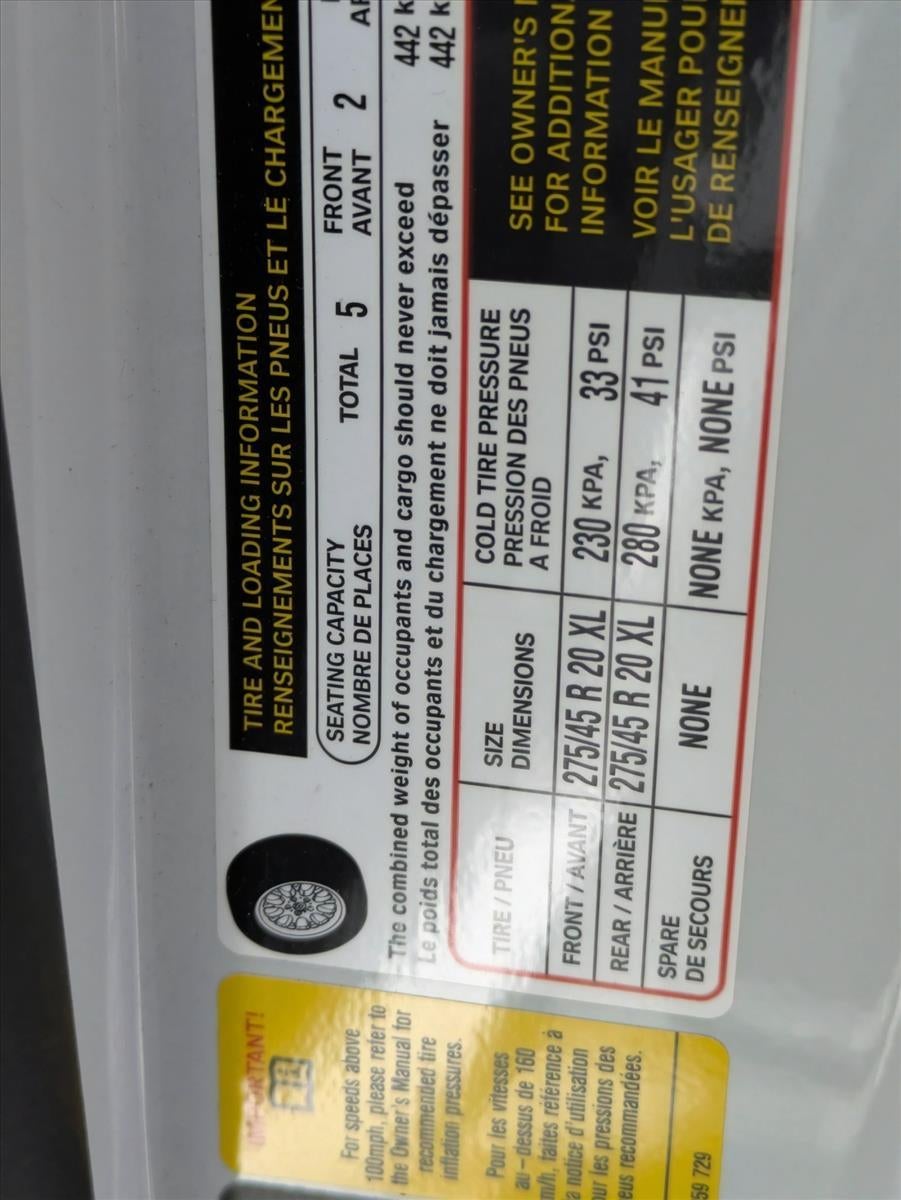 TIRE AND LOADING INFORMATION
RENSEIGNEMENTS SUR LES PNEUS ET LE CHARGEMEN
SEATING CAPACITY TOTAL 5 FRONT 2
NOMBRE DE PLACES AVANT
The combined weight of occupants and cargo should never exceed 442 k
Le poids total des occupants et du chargement ne doit jamais dépasser 442 k
TIRE / PNEU SIZE COLD TIRE PRESSURE
DIMENSIONS PRESSION DES PNEUS
A FROID
FRONT / AVANT 275/45 R 20 XL 230 KPA, 33 PSI
REAR / ARRIÈRE 275/45 R 20 XL 280 KPA, 41 PSI
SPARE NONE NONE KPA, NONE PSI
DE SECOURS
SEE OWNER'S
FOR ADDITION
INFORMATION
VOIR LE MANU
L'USAGER POU
DE RENSEIGNE
IMPORTANT!
For speeds above
100mph, please refer to
the Owner's Manual for
recommended tire
inflation pressures.
Pour les vitesses
au-dessus de 160
m/h, faites référence à
a notice d'utilisation
ur les pressions des
eus recommandées.
59 729